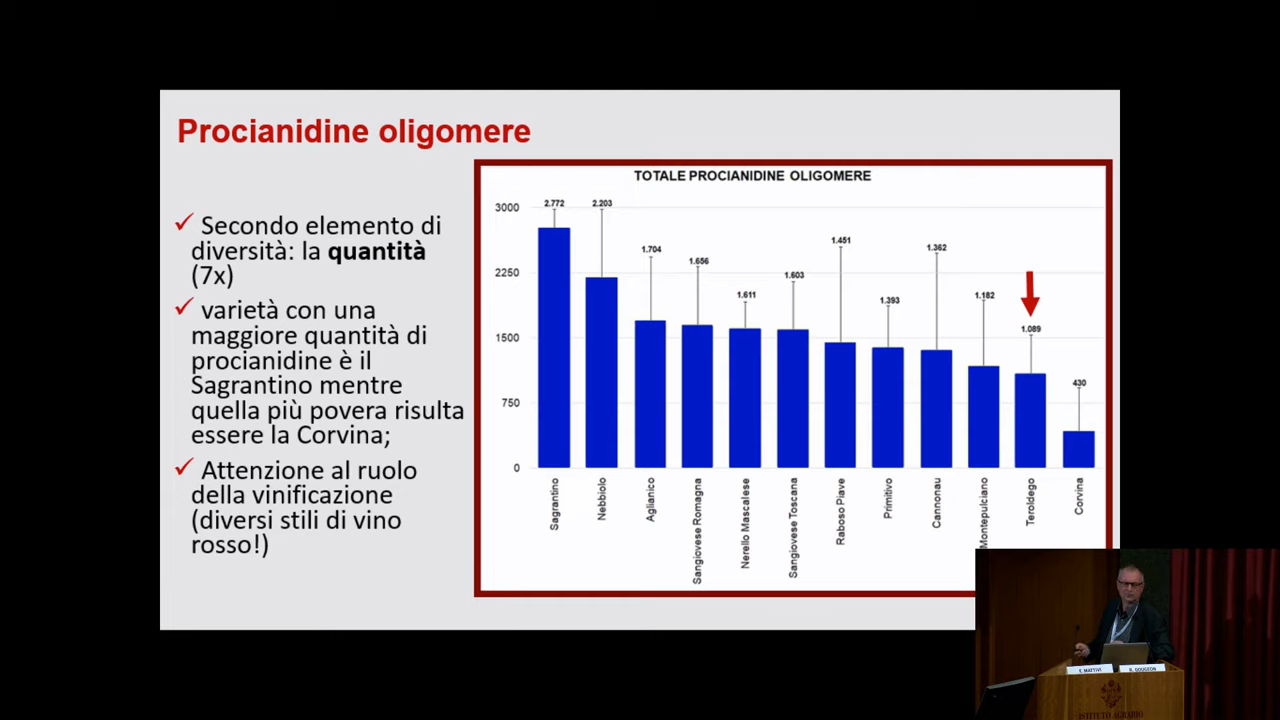 Procianidine oligomere
✓ Secondo elemento di
diversità: la quantità
(7x)
✓ varietà con una
maggiore quantità di
procianidine è il
Sagrantino mentre
quella più povera risulta
essere la Corvina;
✓ Attenzione al ruolo
della vinificazione
(diversi stili di vino
rosso!)
TOTALE PROCIANIDINE OLIGOMERE
3000
2250
1500
750
0
2.772
2.203
1.704
1.656
1.611
1.603
1.451
1.393
1.362
1.182
1.089
430
Sagrantino
Nebbiolo
Aglianico
Sangiovese Romagna
Nerello Mascalese
Sangiovese Toscana
Raboso Piave
Primitivo
Cannonau
Montepulciano
Teroldego
Corvina
F. MATTIVI
R. GOUGEON
ISTITUTO AGRARIO